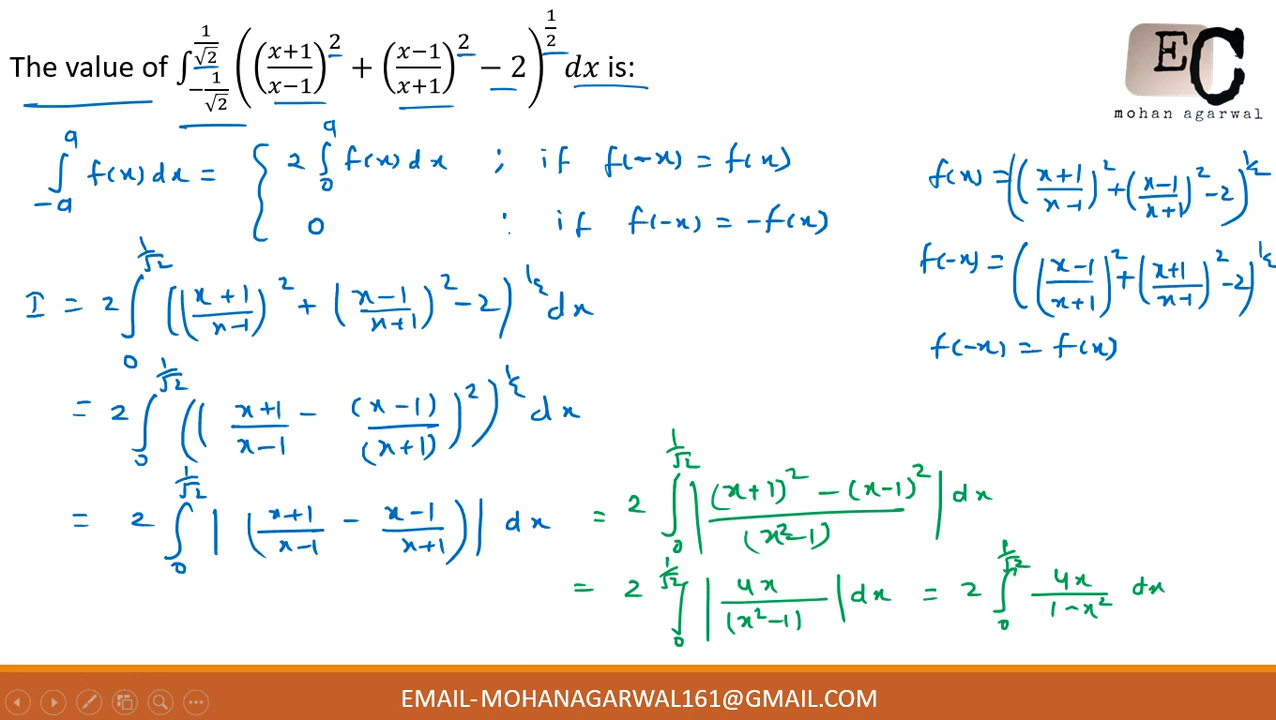 The value of ∫_{-1/√2}^{1/√2} (((x+1)/(x−1))^2 + ((x−1)/(x+1))^2 − 2)^{1/2} dx is:
EC
mohan agarwal
∫_{-a}^{a} f(x) dx = { 2 ∫_0^a f(x) dx ; if f(-x) = f(x)
0 : if f(-x) = -f(x)
f(x) = (((x+1)/(x-1))^2 + ((x-1)/(x+1))^2 - 2)^{1/2}
f(-x) = (((x-1)/(x+1))^2 + ((x+1)/(x-1))^2 - 2)^{1/2}
f(-x) = f(x)
I = 2 ∫_0^{1/√2} (((x+1)/(x-1))^2 + ((x-1)/(x+1))^2 - 2)^{1/2} dx
= 2 ∫_0^{1/√2} (((x+1)/(x-1) - (x-1)/(x+1))^2)^{1/2} dx
= 2 ∫_0^{1/√2} |((x+1)/(x-1) - (x-1)/(x+1))| dx
= 2 ∫_0^{1/√2} |((x+1)^2 - (x-1)^2)/(x^2-1)| dx
= 2 ∫_0^{1/√2} |4x/(x^2-1)| dx = 2 ∫_0^{1/√2} 4x/(1-x^2) dx
EMAIL-MOHANAGARWAL161@GMAIL.COM